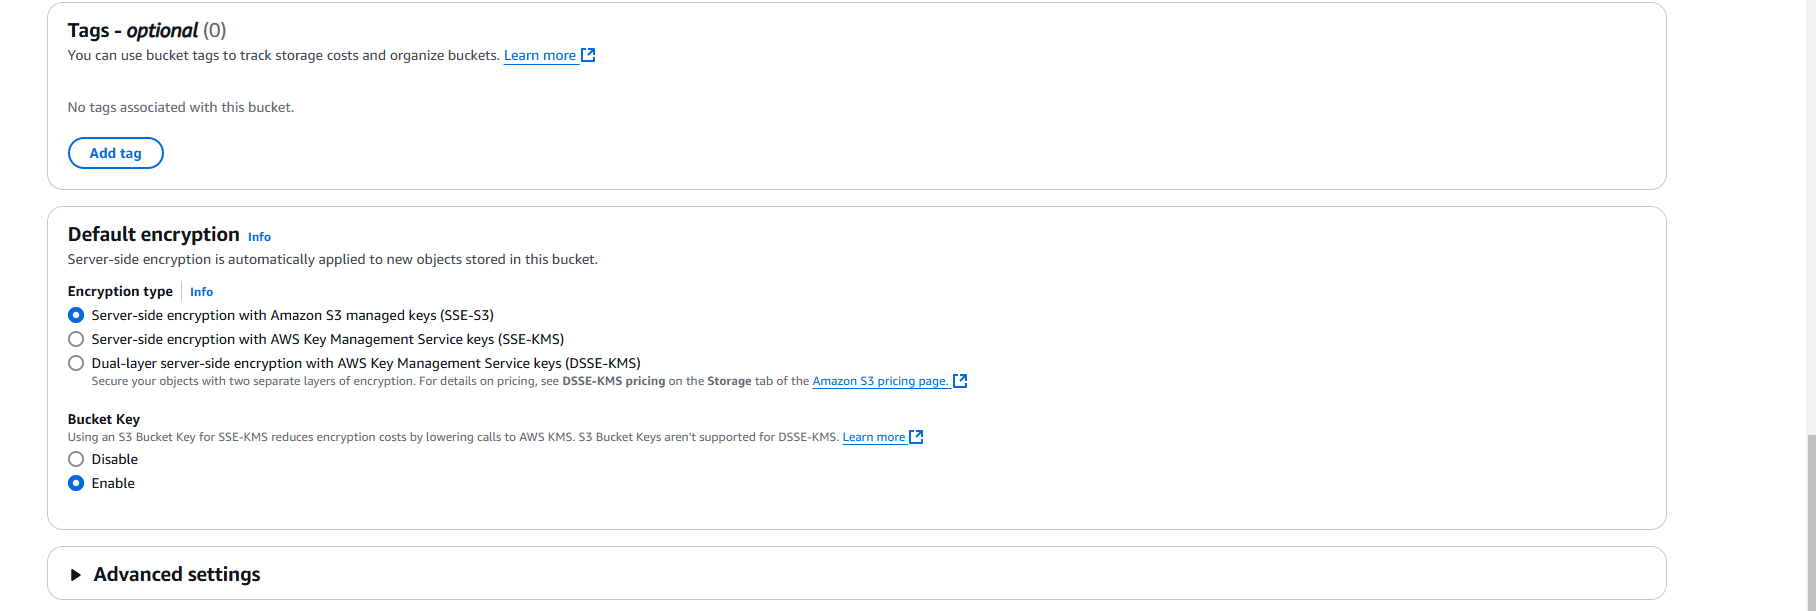 Tags - optional (0)
You can use bucket tags to track storage costs and organize buckets. Learn more
No tags associated with this bucket.
Add tag
Default encryption Info
Server-side encryption is automatically applied to new objects stored in this bucket.
Encryption type Info
Server-side encryption with Amazon S3 managed keys (SSE-S3)
Server-side encryption with AWS Key Management Service keys (SSE-KMS)
Dual-layer server-side encryption with AWS Key Management Service keys (DSSE-KMS)
Secure your objects with two separate layers of encryption. For details on pricing, see DSSE-KMS pricing on the Storage tab of the Amazon S3 pricing page.
Bucket Key
Using an S3 Bucket Key for SSE-KMS reduces encryption costs by lowering calls to AWS KMS. S3 Bucket Keys aren't supported for DSSE-KMS. Learn more
Disable
Enable
Advanced settings